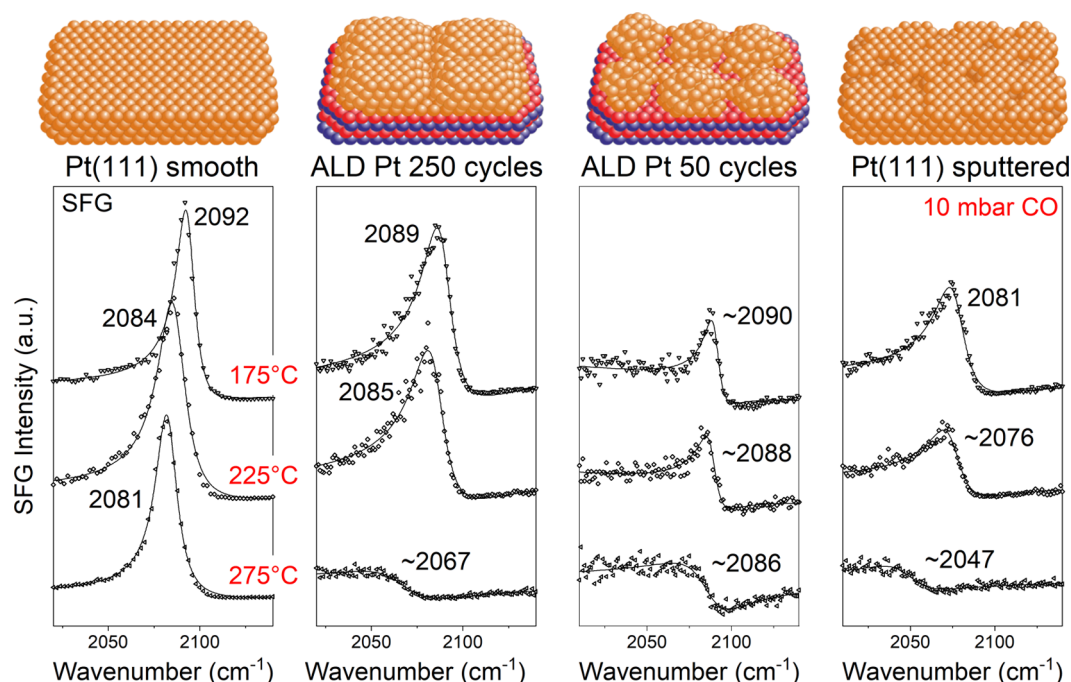 Pt(111) smooth
ALD Pt 250 cycles
ALD Pt 50 cycles
Pt(111) sputtered
SFG
10 mbar CO
SFG Intensity (a.u.)
2092
2084
2081
175°C
225°C
275°C
2089
2085
~2067
~2090
~2088
~2086
2081
~2076
~2047
2050
2100
2050
2100
2050
2100
2050
2100
Wavenumber (cm⁻¹)
Wavenumber (cm⁻¹)
Wavenumber (cm⁻¹)
Wavenumber (cm⁻¹)